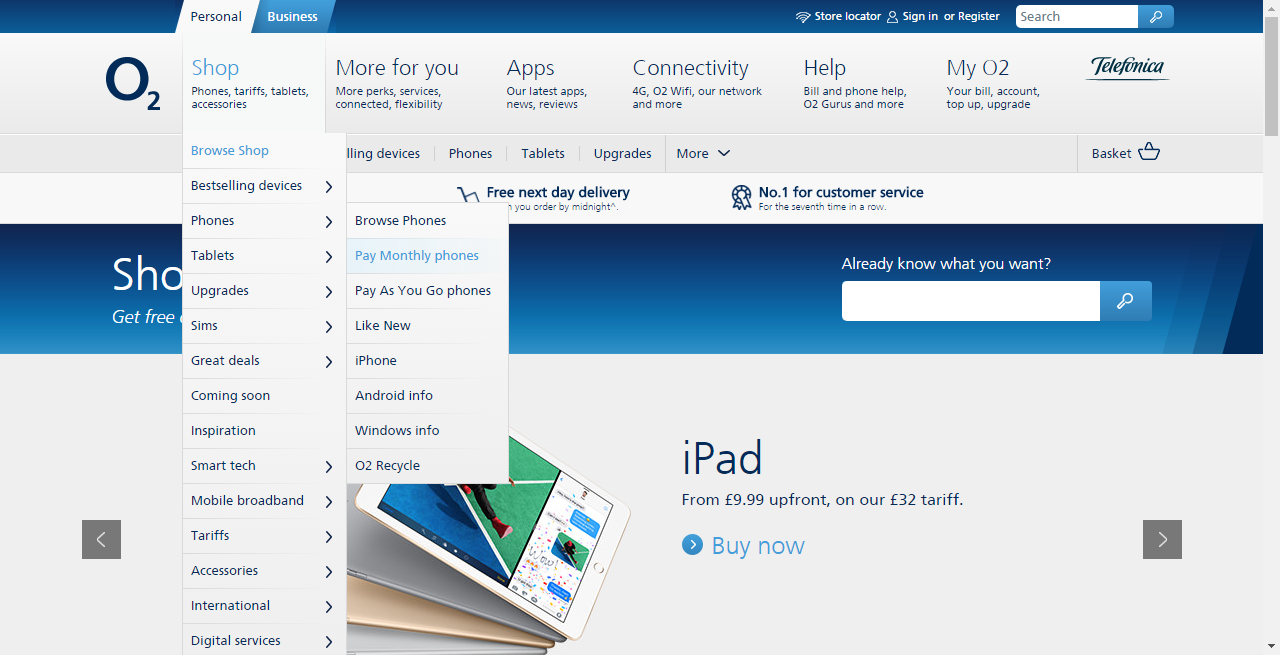 Personal
Business
Store locator
Sign in or Register
Search
O2
Shop
Phones, tariffs, tablets,
accessories
More for you
More perks, services,
connected, flexibility
Apps
Our latest apps,
news, reviews
Connectivity
4G, O2 Wifi, our network
and more
Help
Bill and phone help,
O2 Gurus and more
My O2
Your bill, account,
top up, upgrade
Telefónica
lling devices
Phones
Tablets
Upgrades
More
Basket
Free next day delivery
you order by midnight^.
No.1 for customer service
For the seventh time in a row.
Browse Shop
Bestselling devices
Phones
Tablets
Upgrades
Sims
Great deals
Coming soon
Inspiration
Smart tech
Mobile broadband
Tariffs
Accessories
International
Digital services
Browse Phones
Pay Monthly phones
Pay As You Go phones
Like New
iPhone
Android info
Windows info
O2 Recycle
Sho
Get free
Already know what you want?
iPad
From £9.99 upfront, on our £32 tariff.
Buy now
WOW!